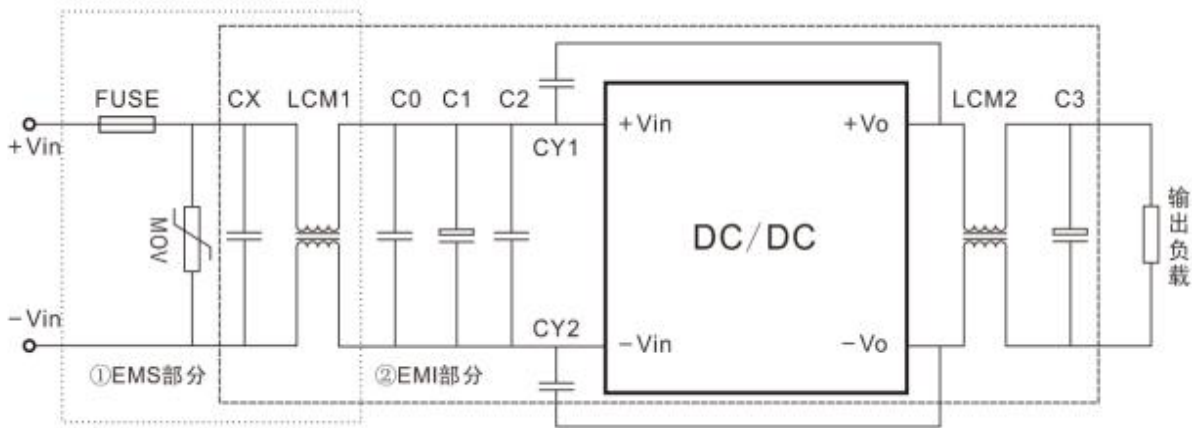 FUSE
CX
LCM1
C0
C1
C2
CY1
LCM2
C3
+Vin
+Vin
+Vo
MOV
DC/DC
输出负载
-Vin
CY2
-Vin
-Vo
①EMS部分
②EMI部分